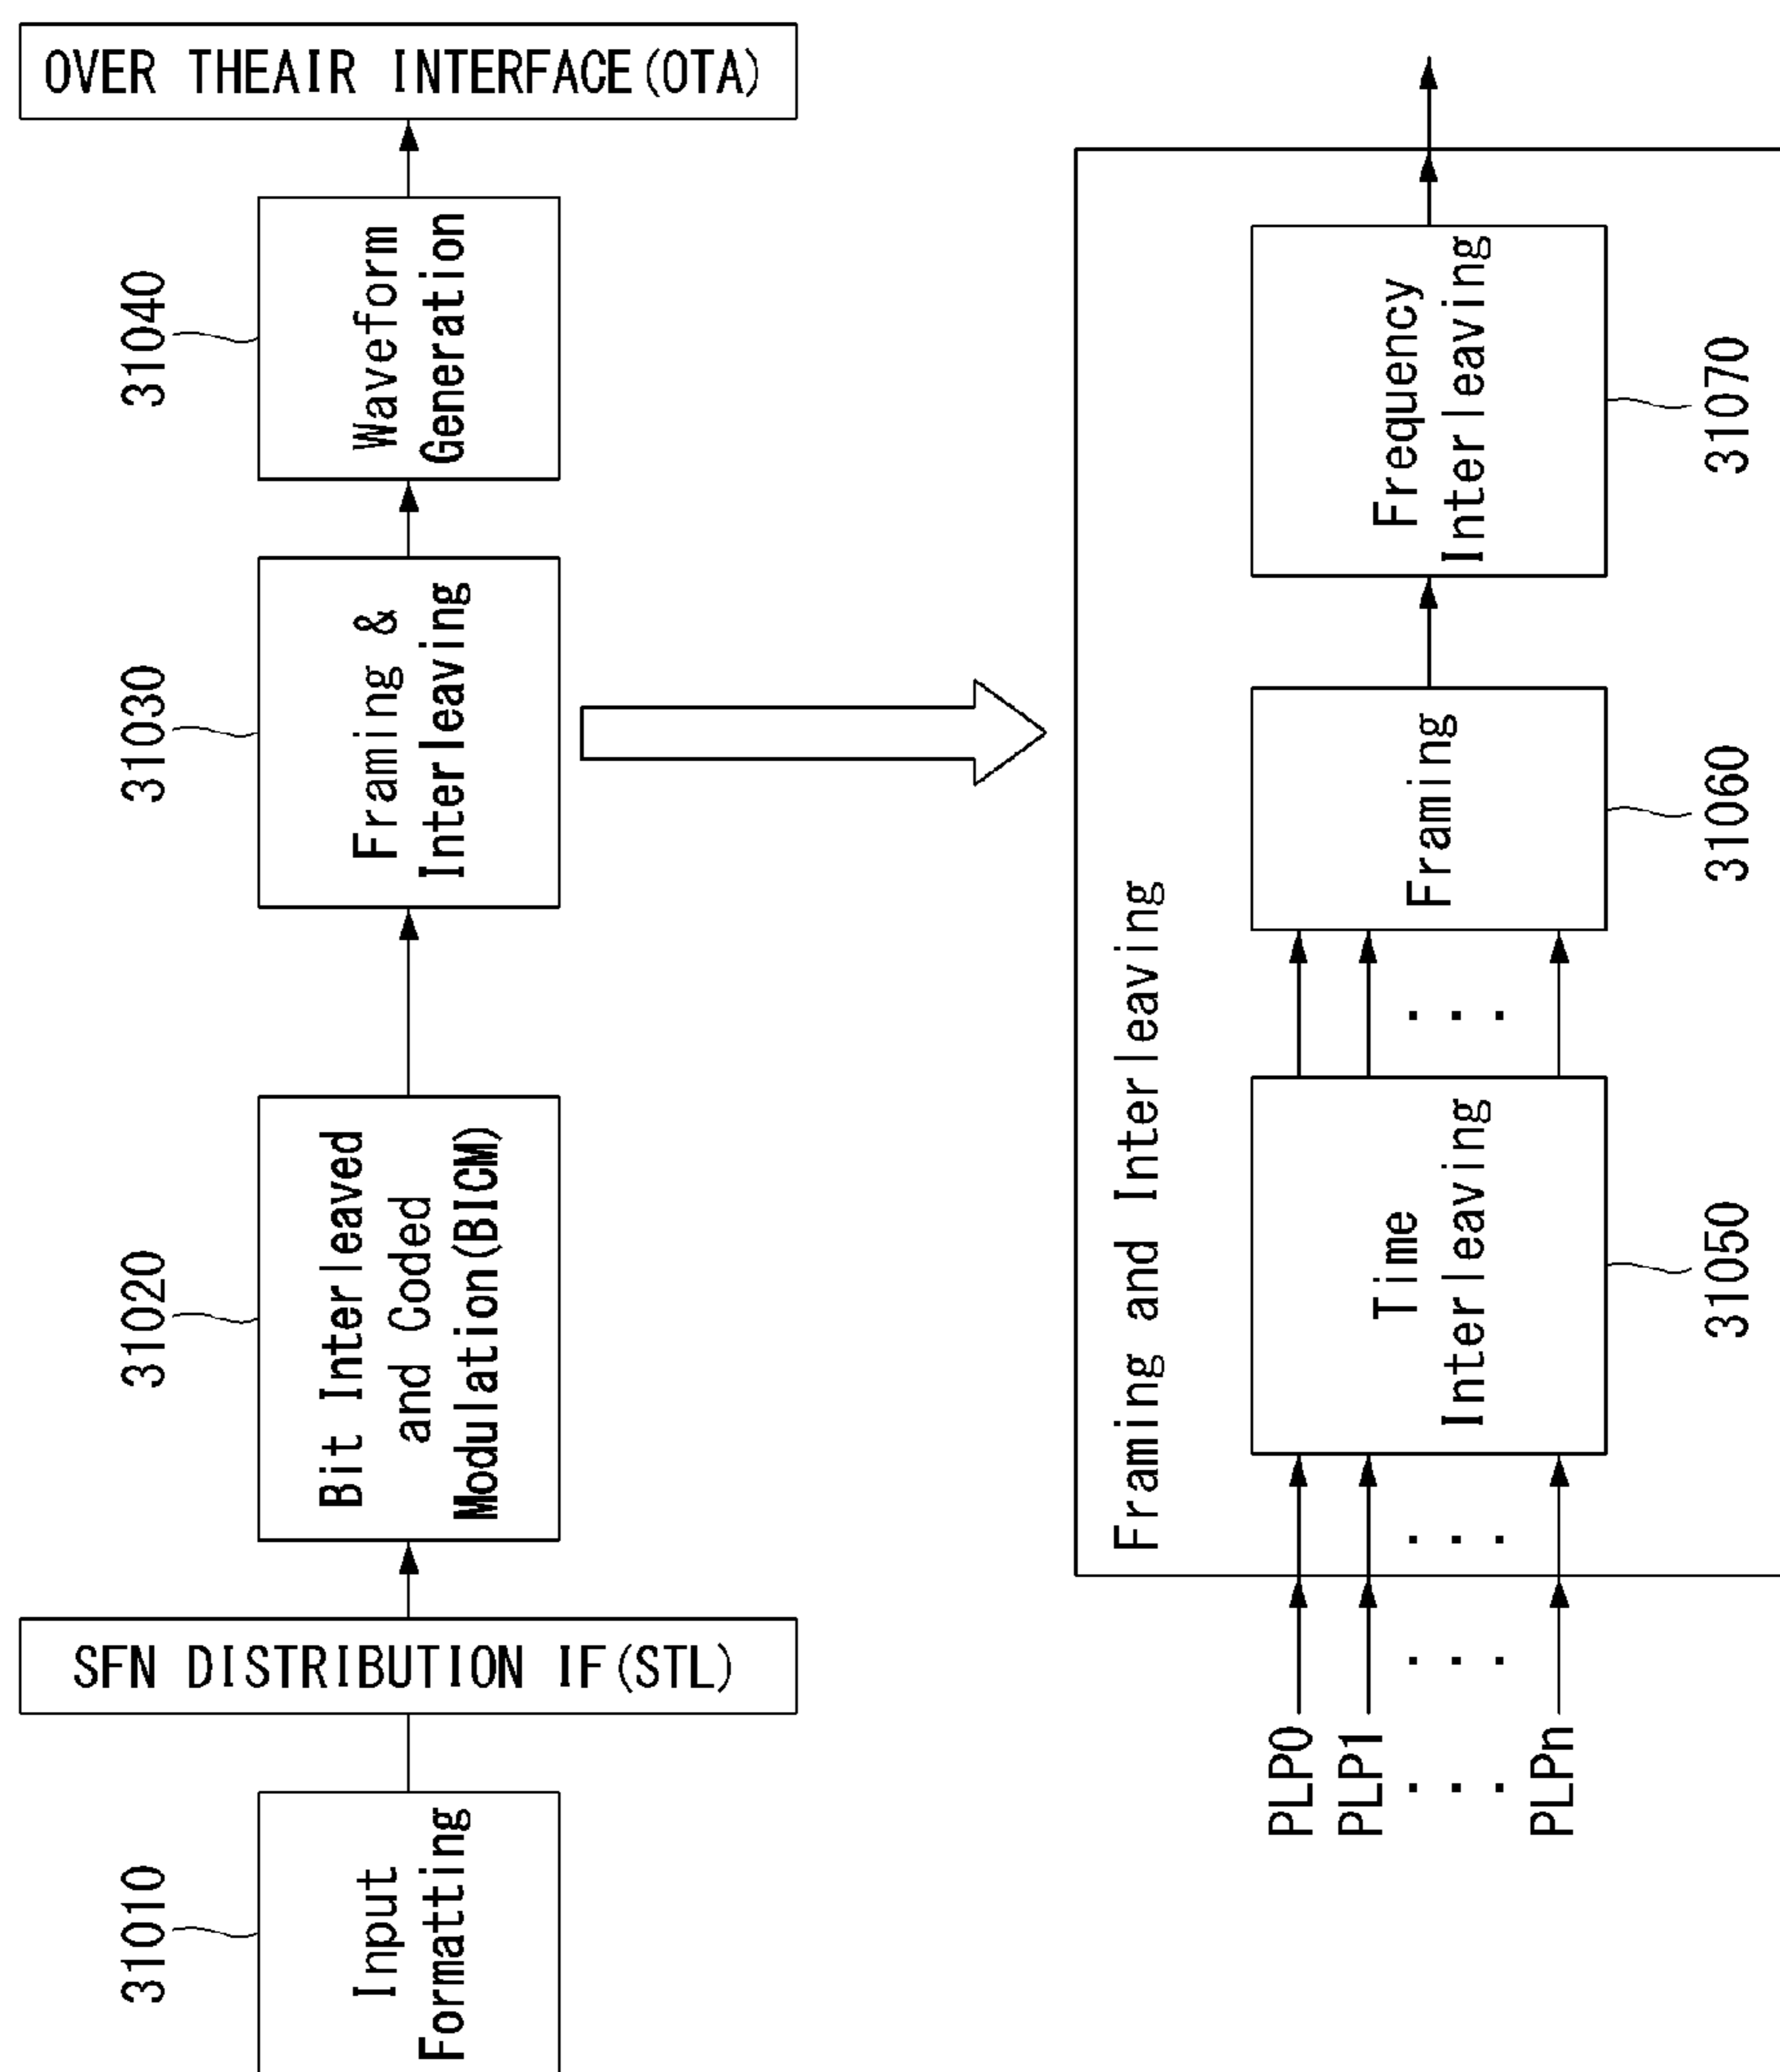 31010
31020
31030
31040
Input
Formatting
SFN DISTRIBUTION IF(STL)
Bit Interleaved
and Coded
Modulation(BICM)
Framing &
Interleaving
Waveform
Generation
OVER THEAIR INTERFACE(OTA)
Framing and Interleaving
PLP0
PLP1
...
PLPn
...
...
Time
Interleaving
...
Framing
Frequency
Interleaving
31050
31060
31070